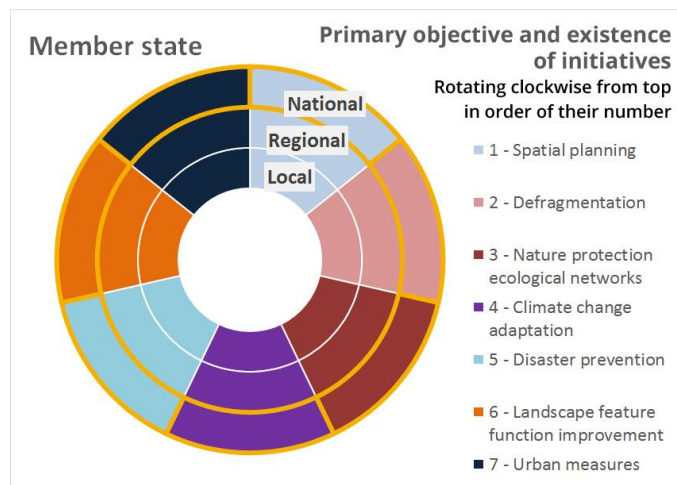 Member state
Primary objective and existence
of initiatives
Rotating clockwise from top
in order of their number
National
Regional
Local
1 - Spatial planning
2 - Defragmentation
3 - Nature protection
ecological networks
4 - Climate change
adaptation
5 - Disaster prevention
6 - Landscape feature
function improvement
7 - Urban measures